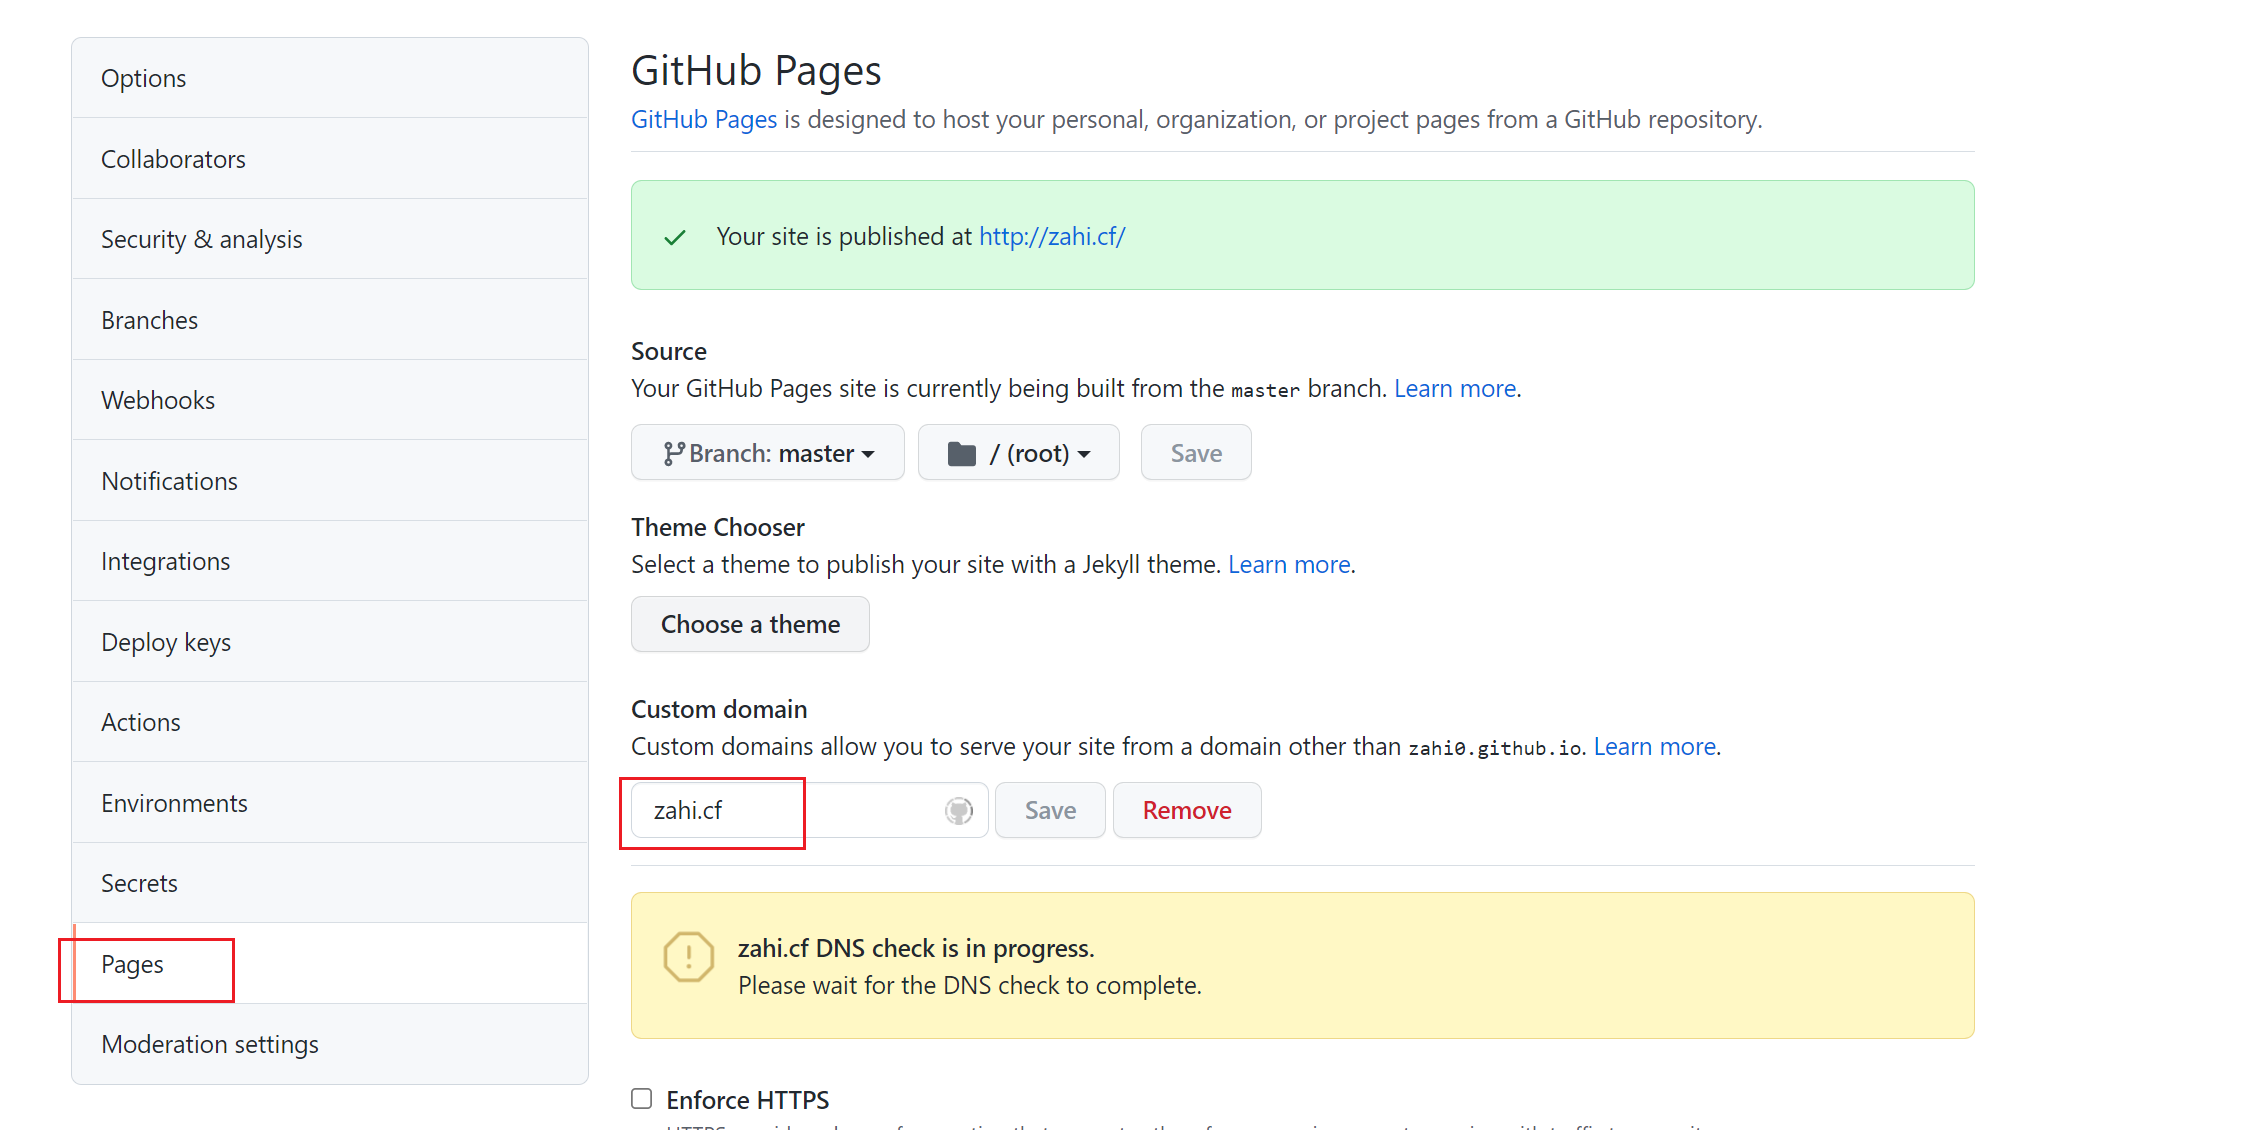 Options
Collaborators
Security & analysis
Branches
Webhooks
Notifications
Integrations
Deploy keys
Actions
Environments
Secrets
Pages
Moderation settings
GitHub Pages
GitHub Pages is designed to host your personal, organization, or project pages from a GitHub repository.
Your site is published at http://zahi.cf/
Source
Your GitHub Pages site is currently being built from the master branch. Learn more.
Branch: master
/ (root)
Save
Theme Chooser
Select a theme to publish your site with a Jekyll theme. Learn more.
Choose a theme
Custom domain
Custom domains allow you to serve your site from a domain other than zahi0.github.io. Learn more.
zahi.cf
Save
Remove
zahi.cf DNS check is in progress.
Please wait for the DNS check to complete.
Enforce HTTPS